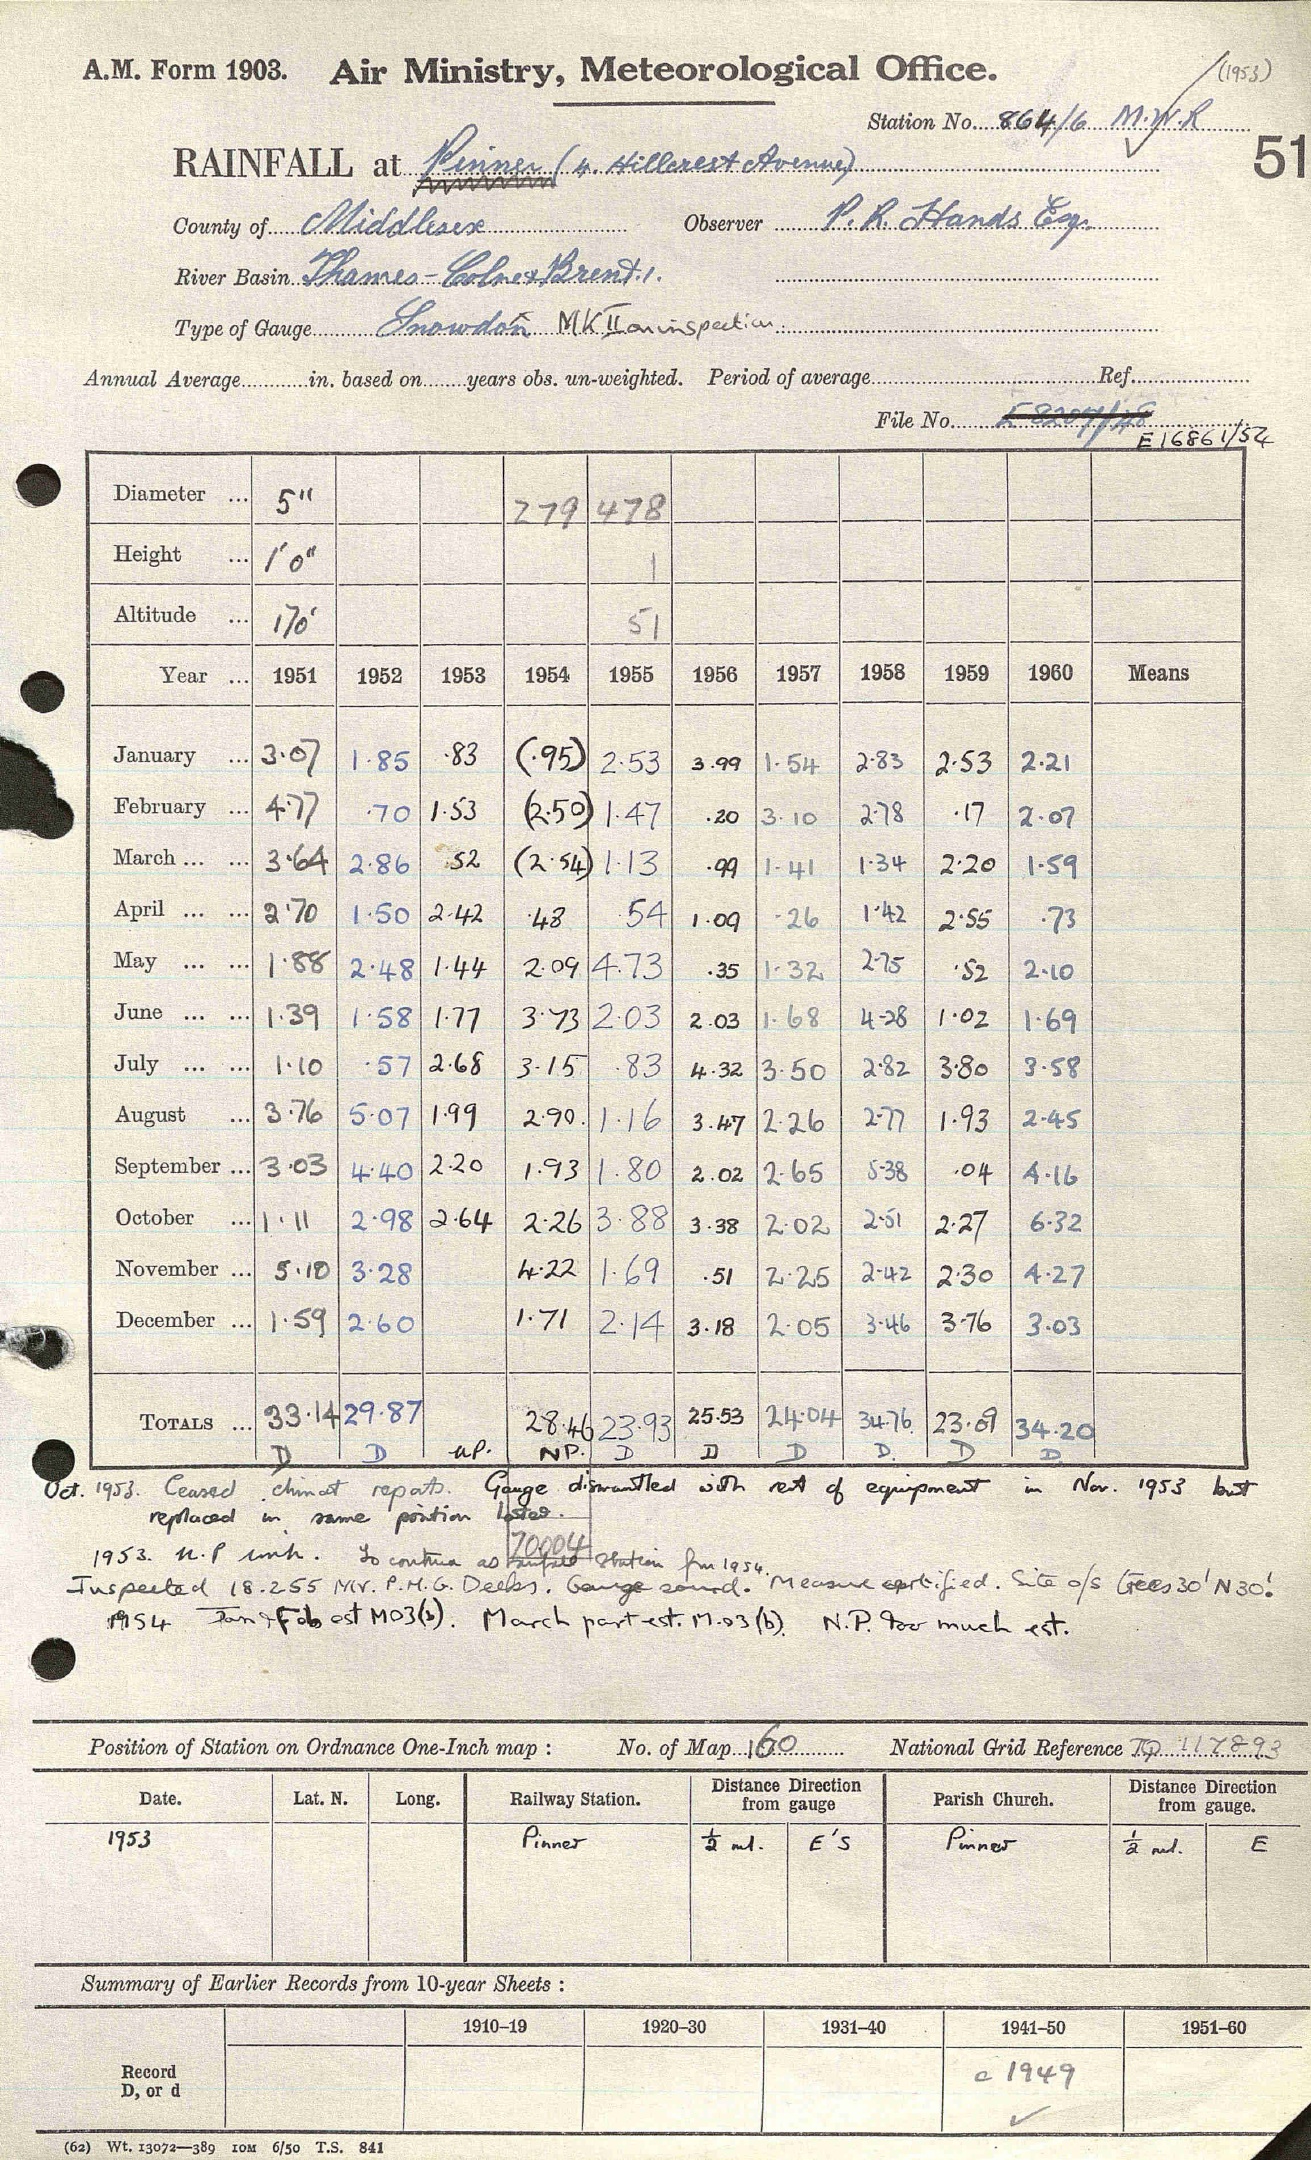 (1953)
A.M. Form 1903. Air Ministry, Meteorological Office.
Station No. 864/6 M.W.R
51
RAINFALL at Pinner (4. Hillcrest Avenue)
County of Middlesex Observer P. R. Hands Esq.
River Basin Thames - Colne & Brent. 1.
Type of Gauge Snowdon MK II on inspection
Annual Average in. based on years obs. un-weighted. Period of average Ref.
File No. E 8207/48
E16861/54
Diameter ... 5" 279 478
Height ... 1'0" 1
Altitude ... 170' 51
Year ... 1951 1952 1953 1954 1955 1956 1957 1958 1959 1960 Means
January ... 3.07 1.85 .83 (.95) 2.53 3.99 1.54 2.83 2.53 2.21
February ... 4.77 .70 1.53 (2.50) 1.47 .20 3.10 2.78 .17 2.07
March ... ... 3.64 2.86 .52 (2.54) 1.13 .99 1.41 1.34 2.20 1.59
April ... ... 2.70 1.50 2.42 .48 .54 1.09 .26 1.42 2.55 .73
May ... ... 1.88 2.48 1.44 2.09 4.73 .35 1.32 2.75 .52 2.10
June ... ... 1.39 1.58 1.77 3.73 2.03 2.03 1.68 4.28 1.02 1.69
July ... ... 1.10 .57 2.68 3.15 .83 4.32 3.50 2.82 3.80 3.58
August ... 3.76 5.07 1.99 2.90. 1.16 3.47 2.26 2.77 1.93 2.45
September ... 3.03 4.40 2.20 1.93 1.80 2.02 2.65 5.38 .04 4.16
October ... 1.11 2.98 2.64 2.26 3.88 3.38 2.02 2.51 2.27 6.32
November ... 5.10 3.28 4.22 1.69 .51 2.25 2.42 2.30 4.27
December ... 1.59 2.60 1.71 2.14 3.18 2.05 3.46 3.76 3.03
TOTALS ... 33.14 29.87 28.46 23.93 25.53 24.04 34.76 23.09 34.20
D D NP. NP. D D D D. D D
Oct. 1953. Ceased climat repats. Gauge dismantled with rest of equipment in Nov. 1953 but
replaced in same position later.
70004
1953. N.P. To continue as rainfall station from 1954.
Inspected 18.2.55 Mr. P.M.G. Deeks. Gauge sound. Measure certified. Site o/s trees 30' N 30'.
1954 Jan & Feb est M03(b). March part est. M.03(b). N.P. too much est.
Position of Station on Ordnance One-Inch map : No. of Map 160 National Grid Reference TQ 117893
Date. Lat. N. Long. Railway Station. Distance Direction from gauge Parish Church. Distance Direction from gauge.
1953 Pinner ½ ml. E'S Pinner ½ ml. E
Summary of Earlier Records from 10-year Sheets :
1910–19 1920–30 1931–40 1941–50 1951–60
Record
D, or d
c 1949
(62) Wt. 13072—389 10M 6/50 T.S. 841